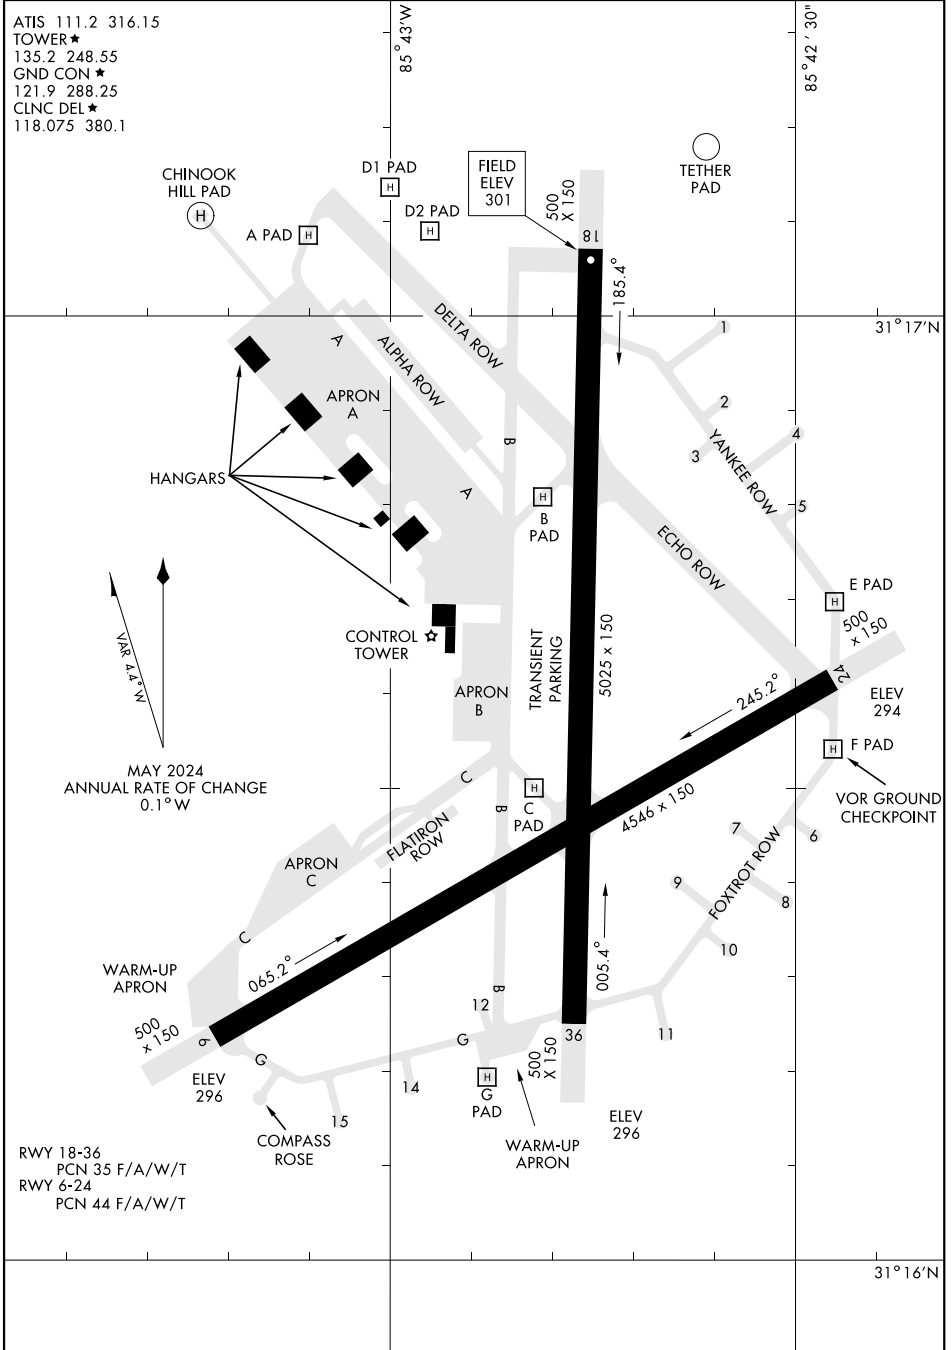 ATIS 111.2 316.15
TOWER★
135.2 248.55
GND CON ★
121.9 288.25
CLNC DEL★
118.075 380.1
85°43'W
85°42'30"
CHINOOK
HILL PAD
H
A PAD
H
D1 PAD
H
D2 PAD
H
FIELD
ELEV
301
500
X 150
TETHER
PAD
18
185.4°
31°17'N
A
ALPHA ROW
DELTA ROW
APRON
A
HANGARS
B
A
H
B
PAD
1
2
3
4
5
YANKEE ROW
ECHO ROW
E PAD
H
500
x 150
24
ELEV
294
245.2°
VAR 4.4° W
MAY 2024
ANNUAL RATE OF CHANGE
0.1° W
CONTROL
TOWER
APRON
B
TRANSIENT
PARKING
5025 x 150
F PAD
H
VOR GROUND
CHECKPOINT
C
H
C
PAD
B
FLATIRON
ROW
4546 x 150
APRON
C
7
6
9
8
10
FOXTROT ROW
C
WARM-UP
APRON
065.2°
005.4°
500
x 150
6
ELEV
296
G
12
B
G
36
11
500
X 150
H
G
PAD
14
15
COMPASS
ROSE
WARM-UP
APRON
ELEV
296
RWY 18-36
PCN 35 F/A/W/T
RWY 6-24
PCN 44 F/A/W/T
31°16'N